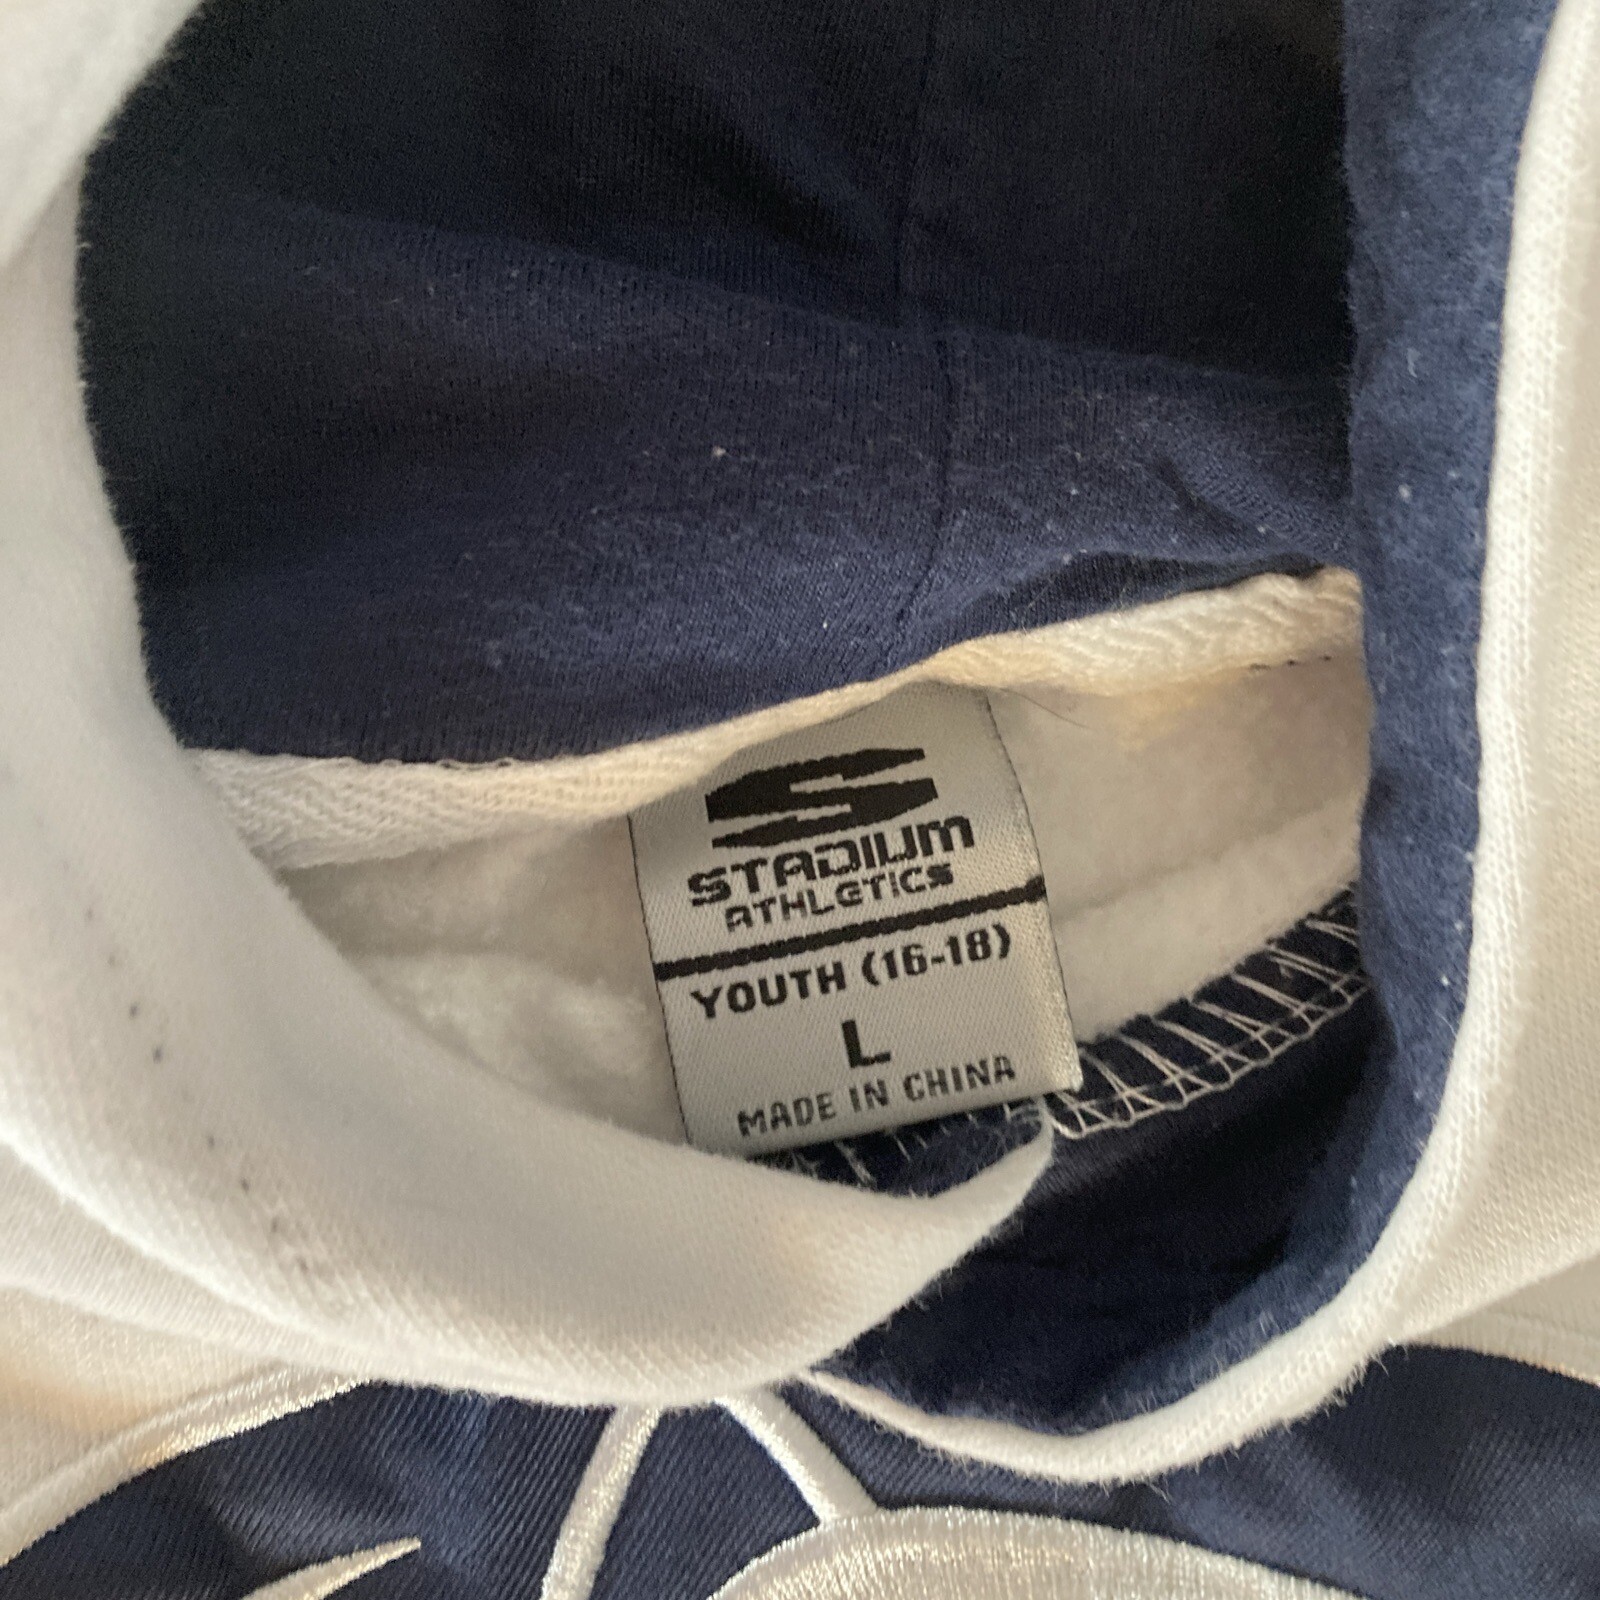 S
STADIUM
ATHLETICS
YOUTH (16-18)
L
MADE IN CHINA